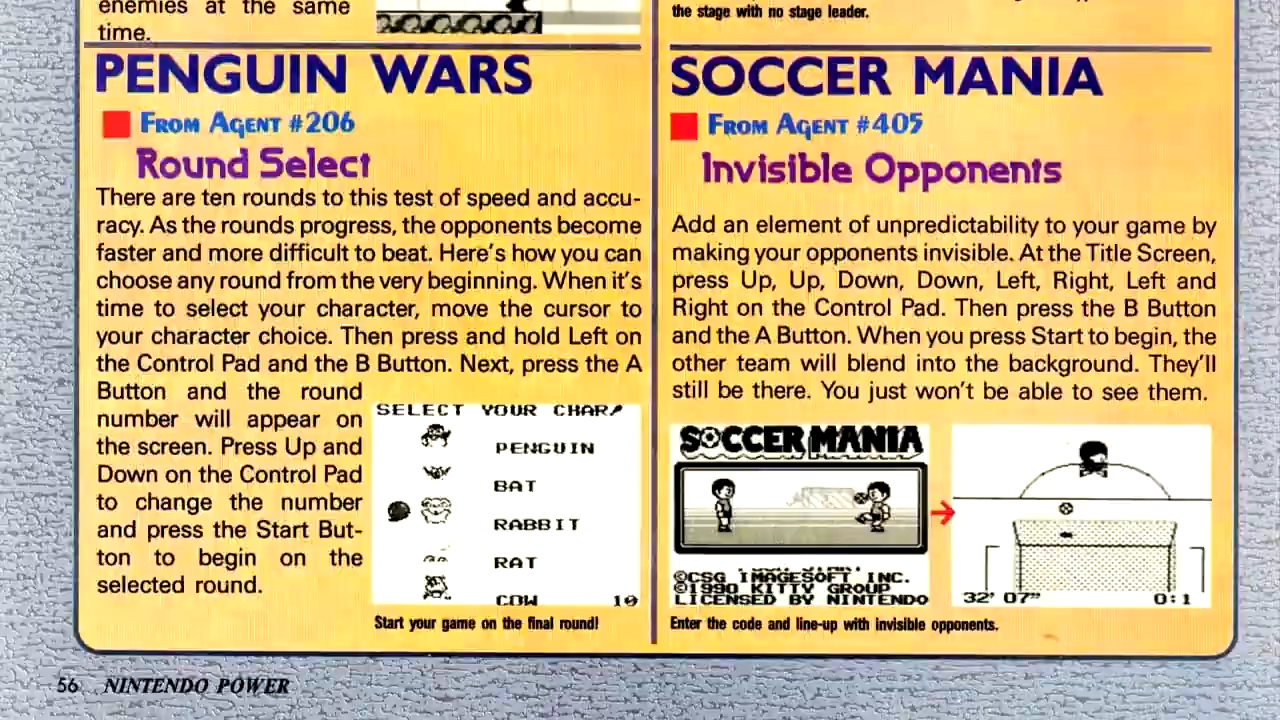 enemies at the same
time.
PENGUIN WARS
FROM AGENT #206
Round Select
There are ten rounds to this test of speed and accu-
racy. As the rounds progress, the opponents become
faster and more difficult to beat. Here's how you can
choose any round from the very beginning. When it's
time to select your character, move the cursor to
your character choice. Then press and hold Left on
the Control Pad and the B Button. Next, press the A
Button and the round
number will appear on
the screen. Press Up and
Down on the Control Pad
to change the number
and press the Start But-
ton to begin on the
selected round.
SELECT YOUR CHAR
PENGUIN
BAT
RABBIT
RAT
COW 10
Start your game on the final round!
the stage with no stage leader.
SOCCER MANIA
FROM AGENT #405
Invisible Opponents
Add an element of unpredictability to your game by
making your opponents invisible. At the Title Screen,
press Up, Up, Down, Down, Left, Right, Left and
Right on the Control Pad. Then press the B Button
and the A Button. When you press Start to begin, the
other team will blend into the background. They'll
still be there. You just won't be able to see them.
SOCCER MANIA
©CSG IMAGESOFT INC.
©1990 KITTY GROUP
LICENSED BY NINTENDO
32' 07" 0:1
Enter the code and line-up with invisible opponents.
56 NINTENDO POWER